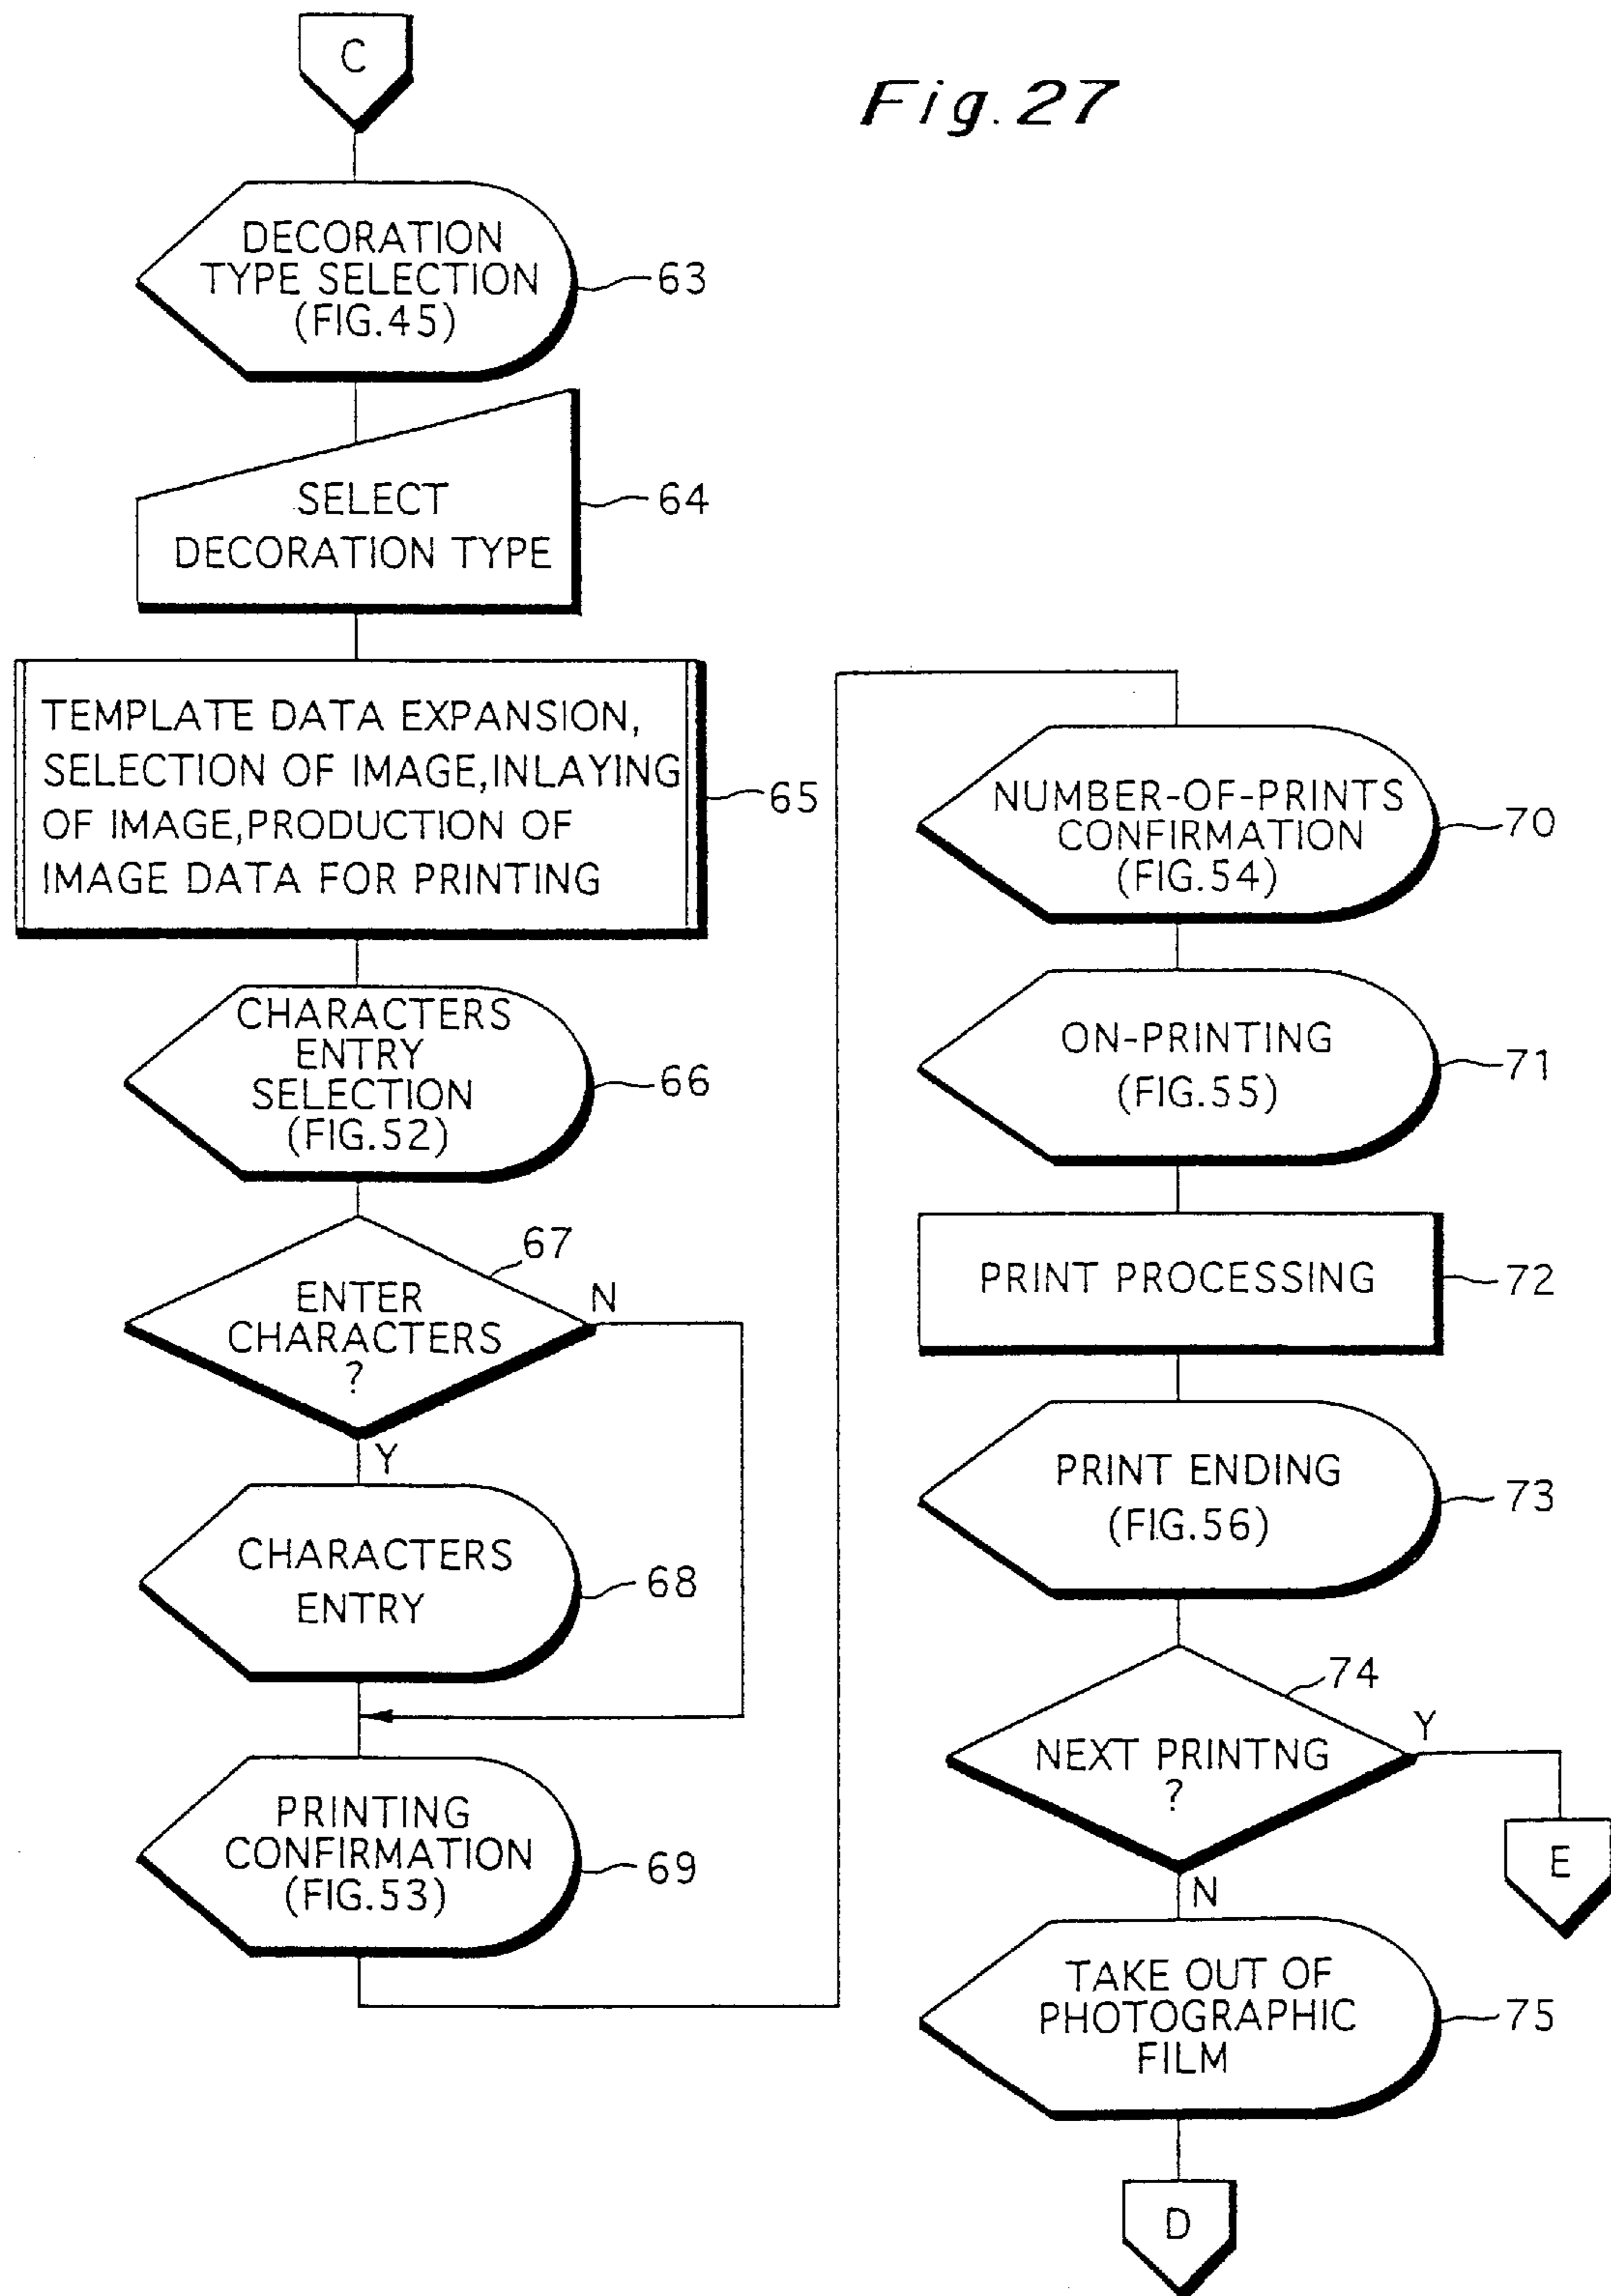 C
Fig. 27
DECORATION
TYPE SELECTION
(FIG.45)
63
SELECT
DECORATION TYPE
64
TEMPLATE DATA EXPANSION,
SELECTION OF IMAGE,INLAYING
OF IMAGE,PRODUCTION OF
IMAGE DATA FOR PRINTING
65
CHARACTERS
ENTRY
SELECTION
(FIG.52)
66
67
ENTER
CHARACTERS
?
N
Y
CHARACTERS
ENTRY
68
PRINTING
CONFIRMATION
(FIG.53)
69
NUMBER-OF-PRINTS
CONFIRMATION
(FIG.54)
70
ON-PRINTING
(FIG.55)
71
PRINT PROCESSING
72
PRINT ENDING
(FIG.56)
73
74
NEXT PRINTNG
?
Y
E
N
TAKE OUT OF
PHOTOGRAPHIC
FILM
75
D